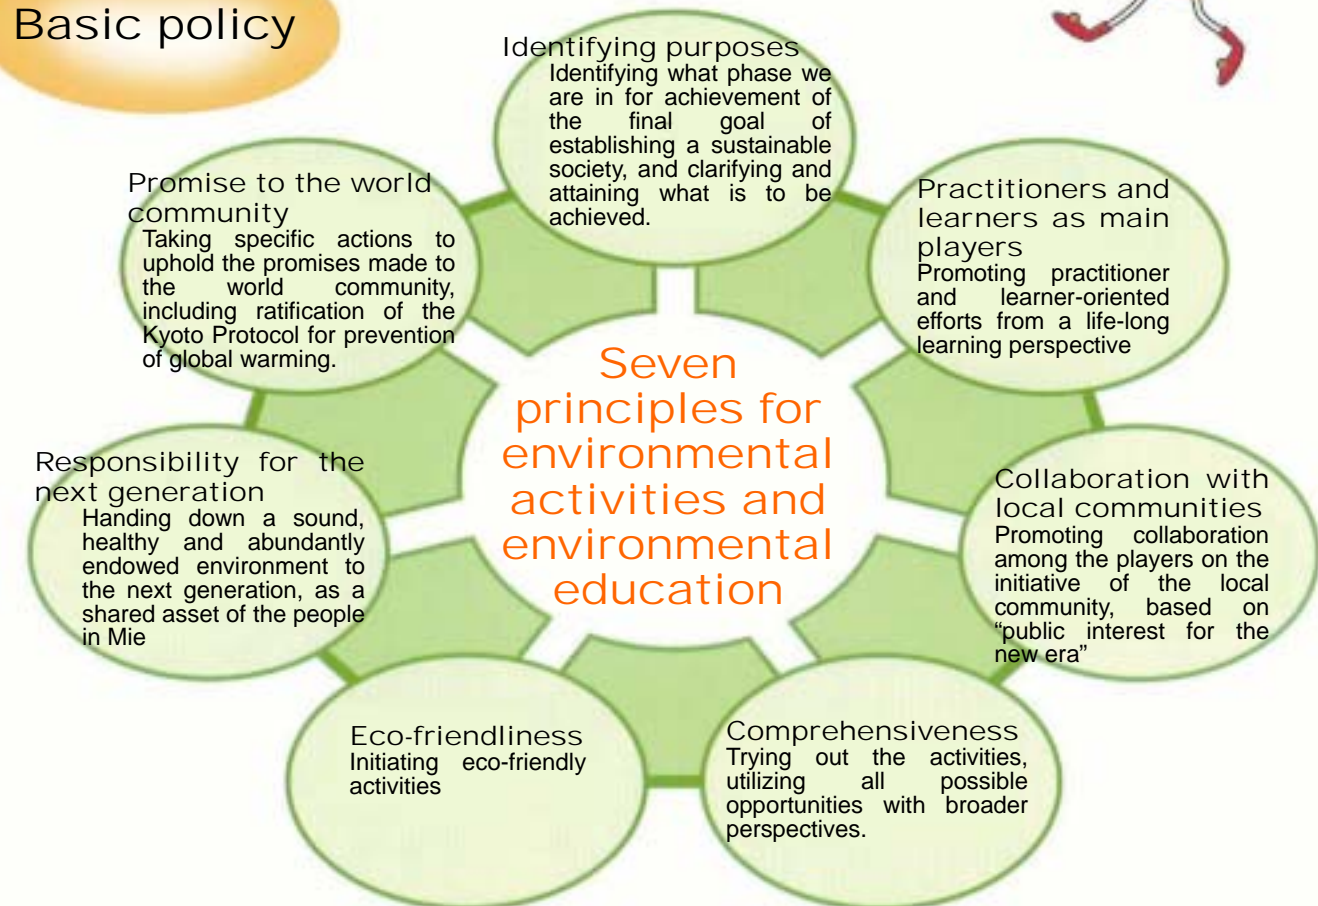 Basic policy
Identifying purposes
Identifying what phase we
are in for achievement of
the final goal of
establishing a sustainable
society, and clarifying and
attaining what is to be
achieved.
Practitioners and
learners as main
players
Promoting practitioner
and learner-oriented
efforts from a life-long
learning perspective
Collaboration with
local communities
Promoting collaboration
among the players on the
initiative of the local
community, based on
“public interest for the
new era”
Comprehensiveness
Trying out the activities,
utilizing all possible
opportunities with broader
perspectives.
Eco-friendliness
Initiating eco-friendly
activities
Responsibility for the
next generation
Handing down a sound,
healthy and abundantly
endowed environment to
the next generation, as a
shared asset of the people
in Mie
Promise to the world
community
Taking specific actions to
uphold the promises made to
the world community,
including ratification of the
Kyoto Protocol for prevention
of global warming.
Seven
principles for
environmental
activities and
environmental
education